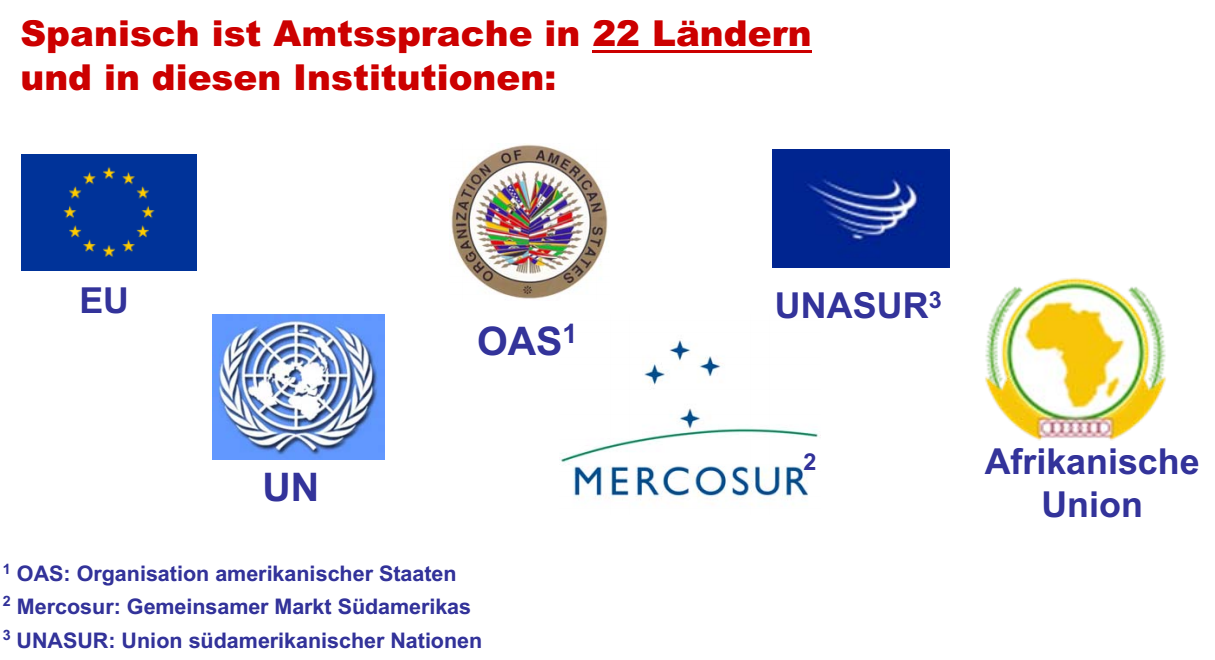 Spanisch ist Amtssprache in 22 Ländern
und in diesen Institutionen:
EU
UN
ORGANIZATION OF AMERICAN STATES
OAS¹
MERCOSUR²
UNASUR³
Afrikanische
Union
¹ OAS: Organisation amerikanischer Staaten
² Mercosur: Gemeinsamer Markt Südamerikas
³ UNASUR: Union südamerikanischer Nationen